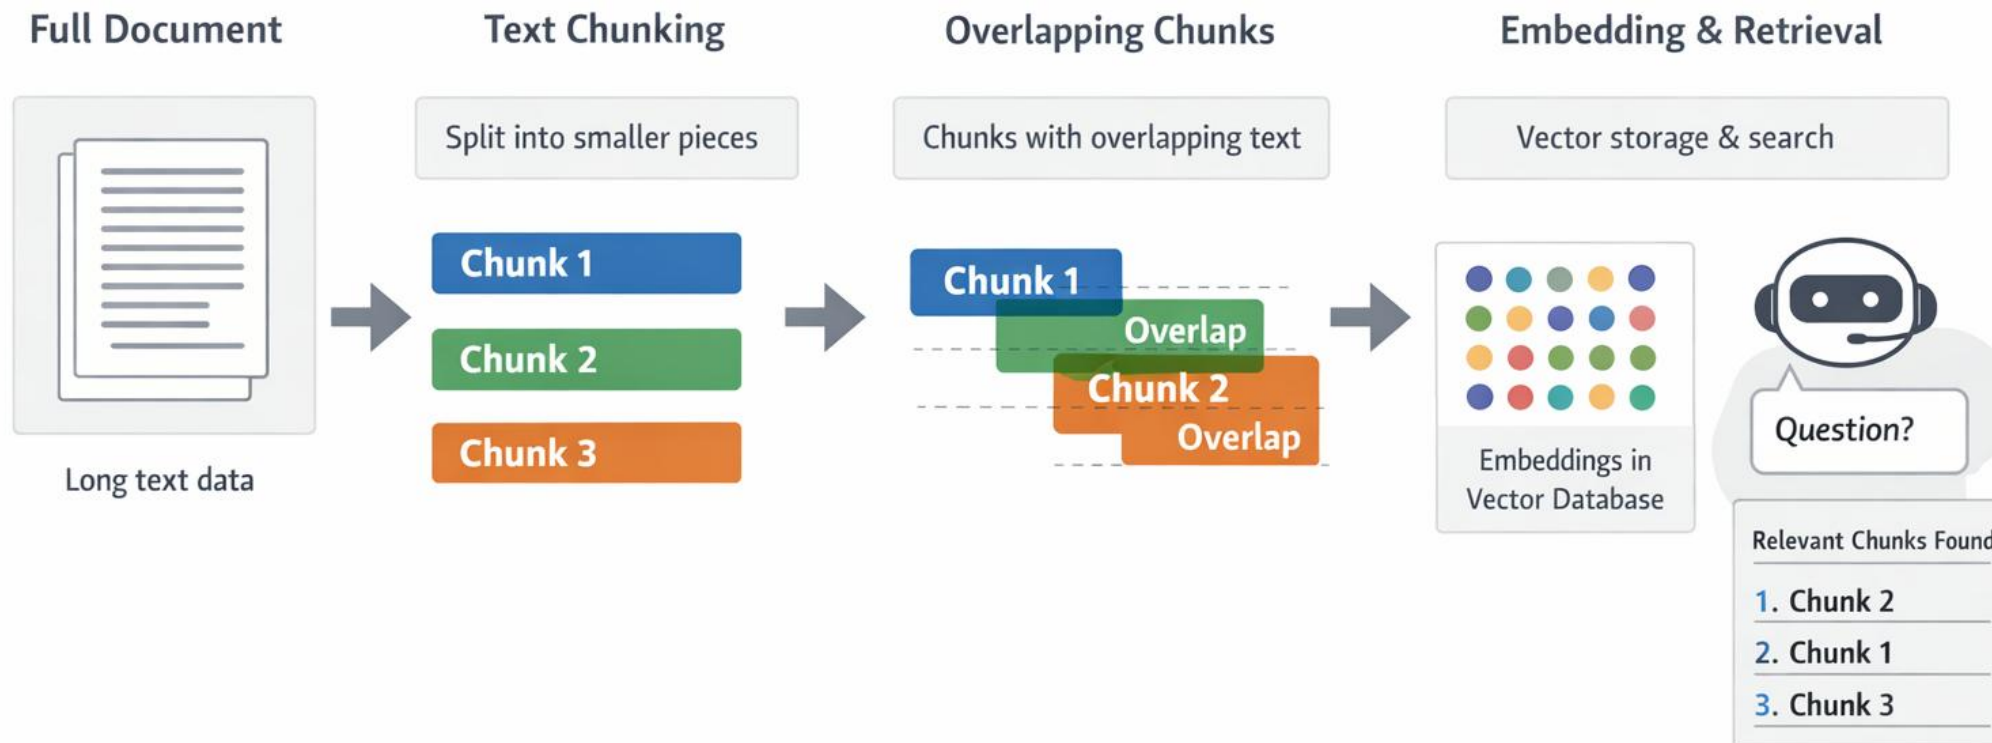 Full Document
Long text data
Text Chunking
Split into smaller pieces
Chunk 1
Chunk 2
Chunk 3
Overlapping Chunks
Chunks with overlapping text
Chunk 1
Overlap
Chunk 2
Overlap
Embedding & Retrieval
Vector storage & search
Embeddings in
Vector Database
Question?
Relevant Chunks Found
1. Chunk 2
2. Chunk 1
3. Chunk 3